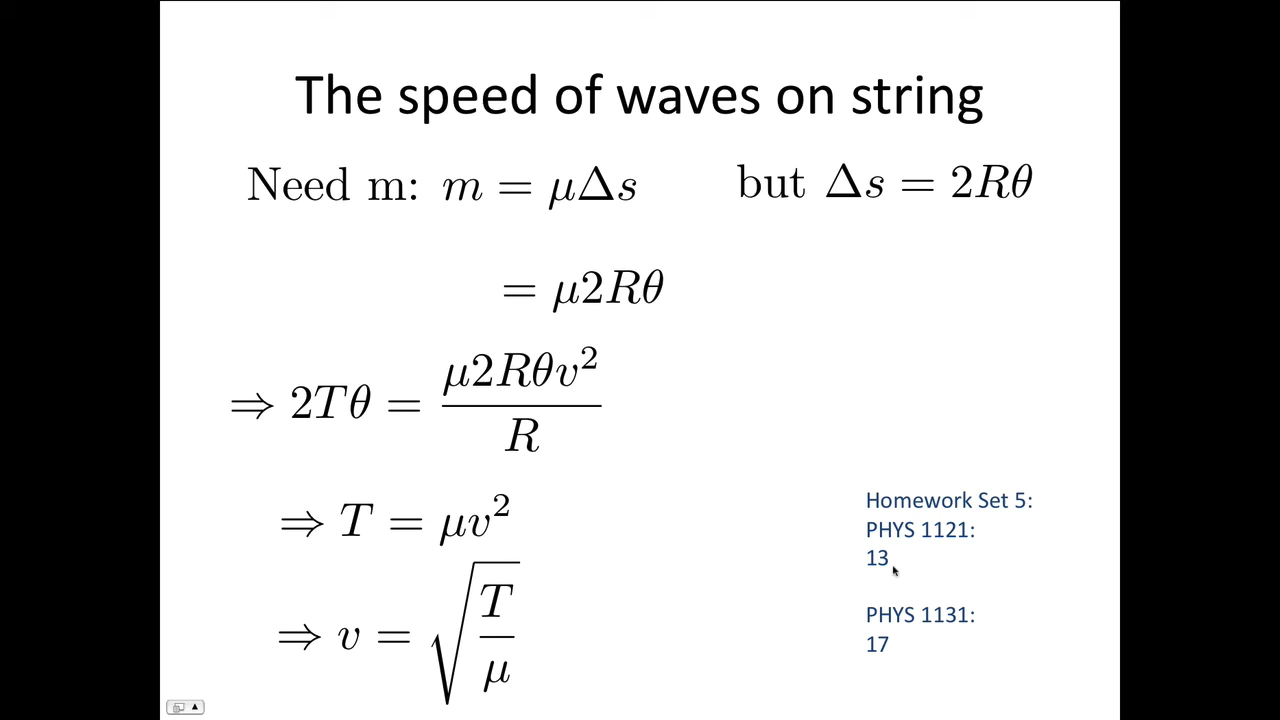 The speed of waves on string
Need m: m = μΔs but Δs = 2Rθ
= μ2Rθ
⇒ 2Tθ = μ2Rθv² / R
⇒ T = μv²
⇒ v = √(T/μ)
Homework Set 5:
PHYS 1121:
13
PHYS 1131:
17